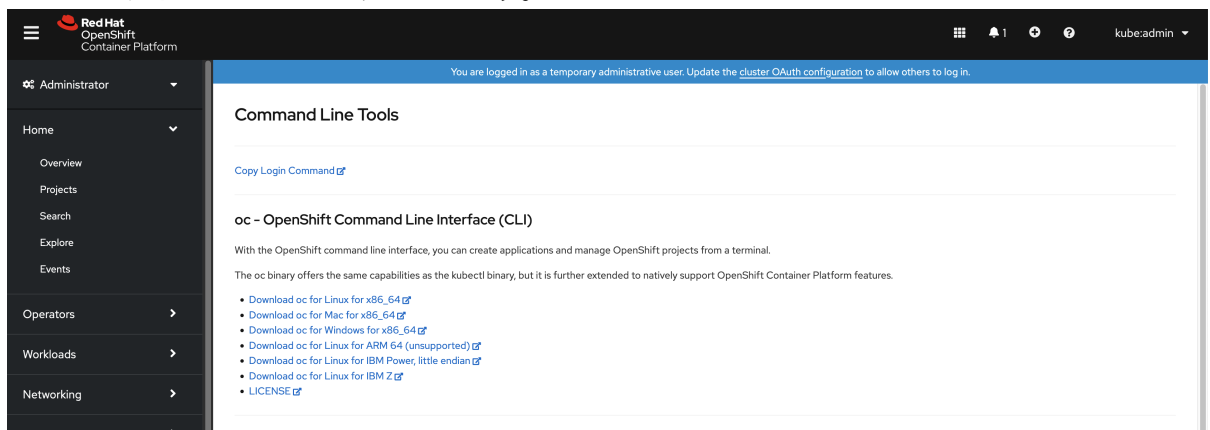 Red Hat
OpenShift
Container Platform
1
kube:admin
Administrator
You are logged in as a temporary administrative user. Update the cluster OAuth configuration to allow others to log in.
Home
Overview
Projects
Search
Explore
Events
Operators
Workloads
Networking
Command Line Tools
Copy Login Command
oc - OpenShift Command Line Interface (CLI)
With the OpenShift command line interface, you can create applications and manage OpenShift projects from a terminal.
The oc binary offers the same capabilities as the kubectl binary, but it is further extended to natively support OpenShift Container Platform features.
Download oc for Linux for x86_64
Download oc for Mac for x86_64
Download oc for Windows for x86_64
Download oc for Linux for ARM 64 (unsupported)
Download oc for Linux for IBM Power, little endian
Download oc for Linux for IBM Z
LICENSE